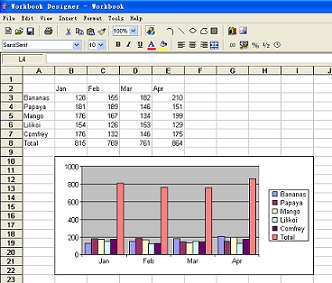 Workbook Designer - Workbook
File Edit View Insert Format Tools Help
100%
SansSerif 10 B I U
L4
A B C D E F G H I
1
2 Jan Feb Mar Apr
3 Bananas 128 155 182 210
4 Papaya 181 189 146 151
5 Mango 176 167 134 199
6 Lilikoi 154 126 153 129
7 Comfrey 176 132 146 175
8 Total 815 769 761 864
9
10
11 1000
12
13 800
14 Bananas
15 600 Papaya
16 Mango
17 400 Lilikoi
18 Comfrey
19 200 Total
20 0
21 Jan Feb Mar Apr
22
23